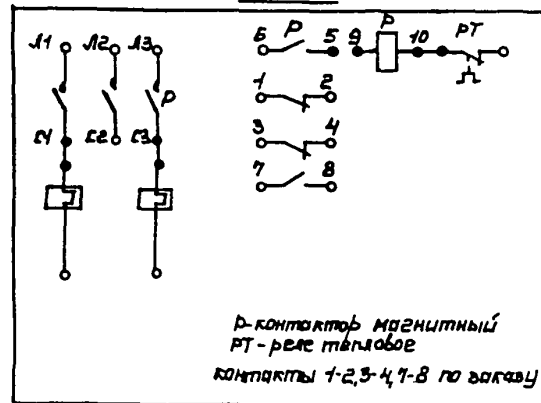 Л1 Л2 Л3 6 Р 5 9 Р 10 РТ
Р
1 2
С1 С2 С3 3 4
7 8
Р-контактор магнитный
РТ-реле тепловое
контакты 1-2,3-4,7-8 по заказу